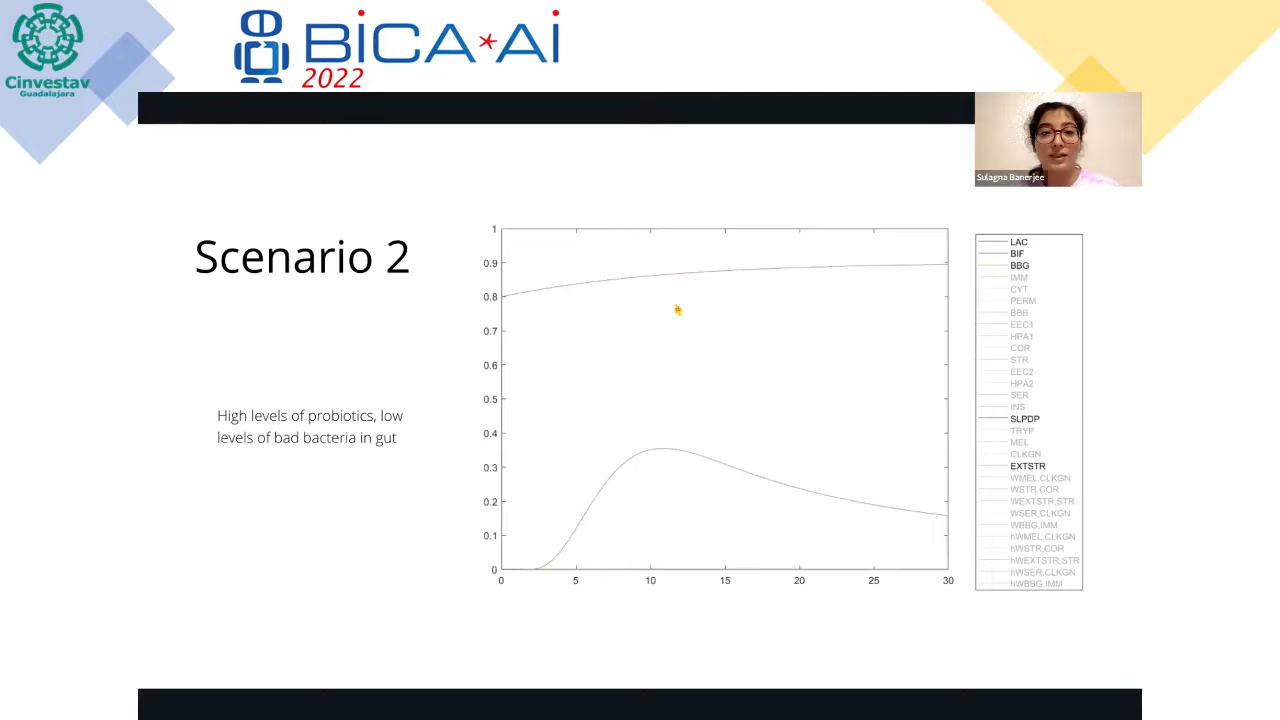 Cinvestav
Guadalajara
BiCA*Ai
2022
Sulagna Banerjee
Scenario 2
High levels of probiotics, low
levels of bad bacteria in gut
1
0.9
0.8
0.7
0.6
0.5
0.4
0.3
0.2
0.1
0
0 5 10 15 20 25 30
LAC
BIF
BBG
IMM
CYT
PERM
BBB
EEC1
HPA1
COR
STR
EEC2
HPA2
SER
INS
SLPDP
TRYP
MEL
CLKGN
EXTSTR
WMEL,CLKGN
WSTR,COR
WEXTSTR,STR
WSER,CLKGN
WBBG,IMM
hWMEL,CLKGN
hWSTR,COR
hWEXTSTR,STR
hWSER,CLKGN
hWBBG,IMM